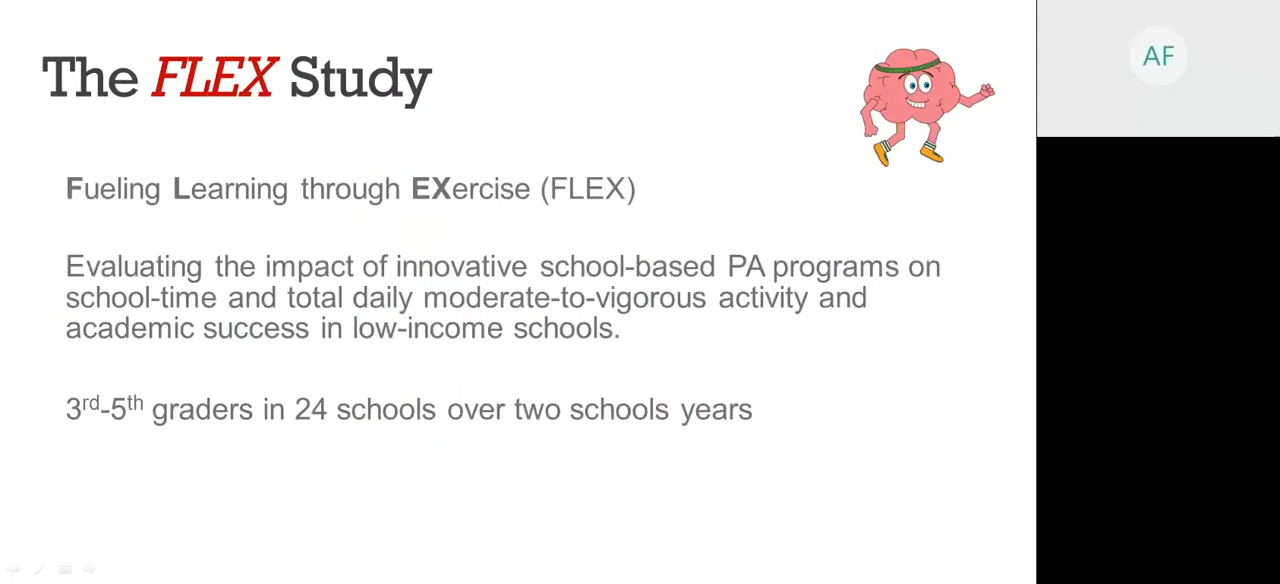 The FLEX Study
AF
Fueling Learning through EXercise (FLEX)
Evaluating the impact of innovative school-based PA programs on
school-time and total daily moderate-to-vigorous activity and
academic success in low-income schools.
3rd-5th graders in 24 schools over two schools years